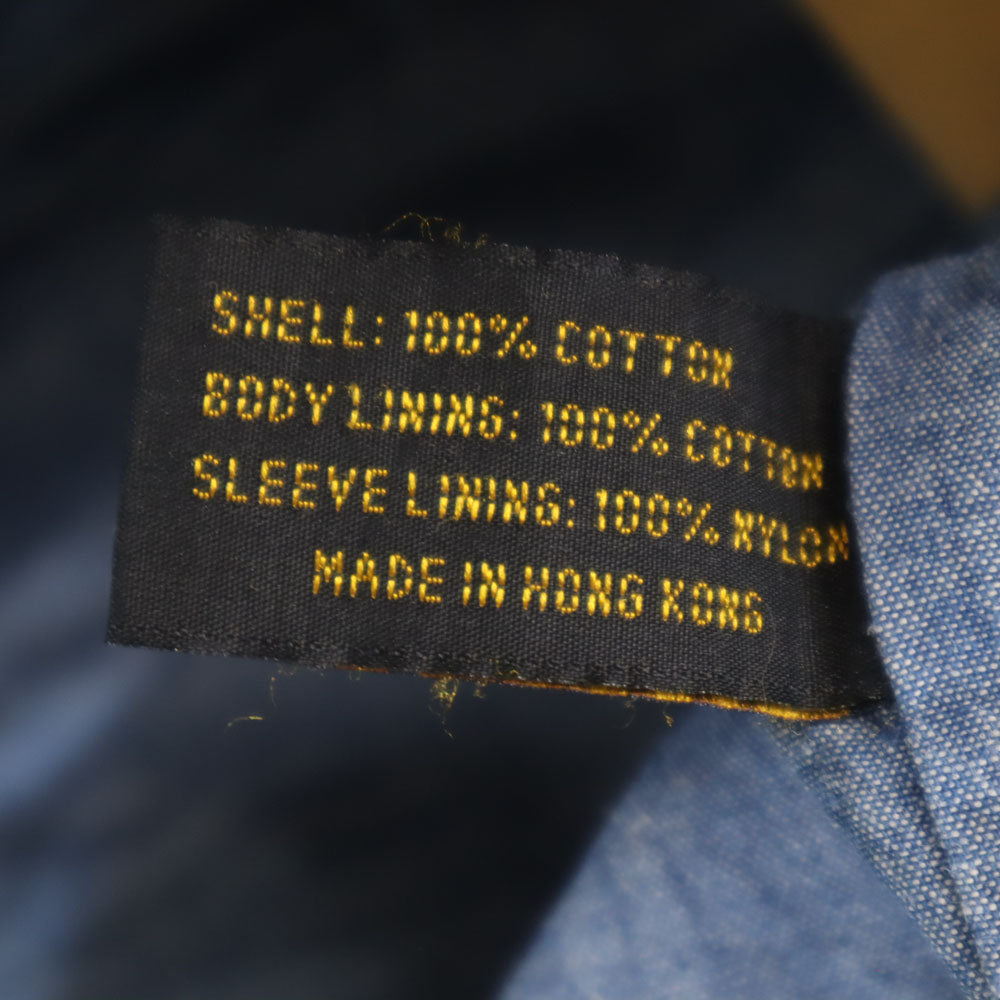 SHELL: 100% COTTON
BODY LINING: 100% COTTON
SLEEVE LINING: 100% NYLON
MADE IN HONG KONG